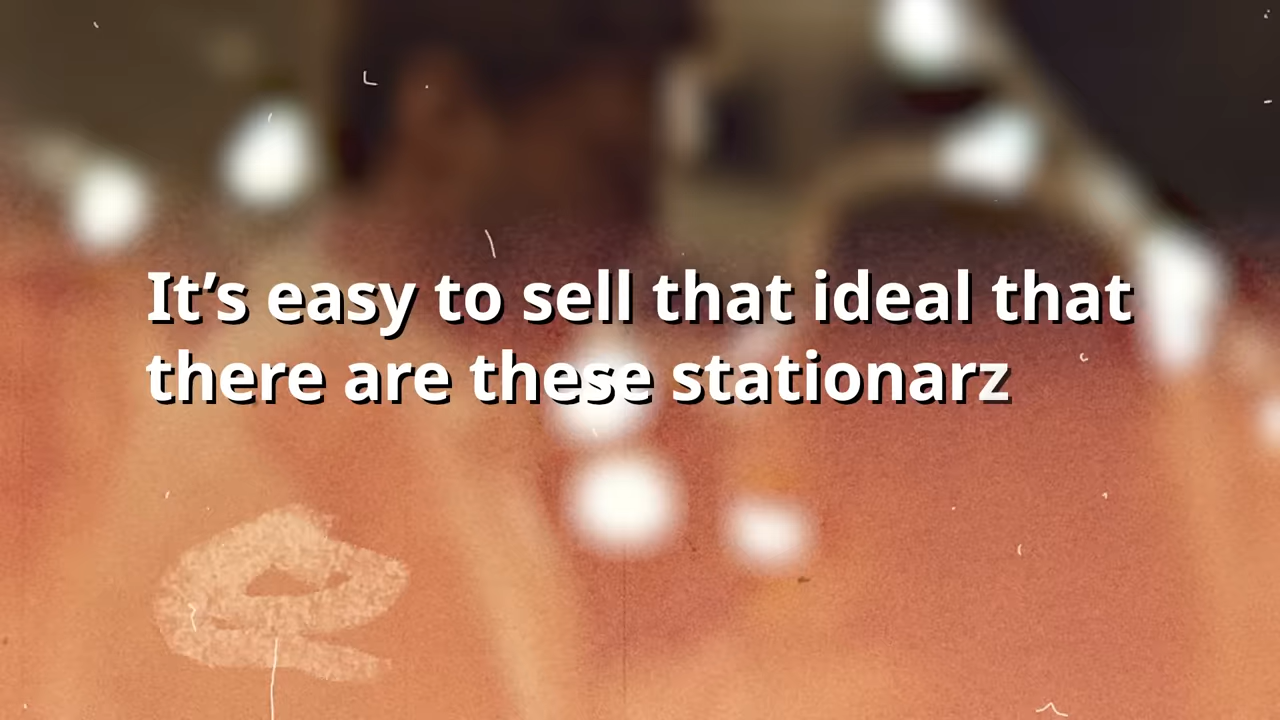 It’s easy to sell that ideal that
there are these stationarz